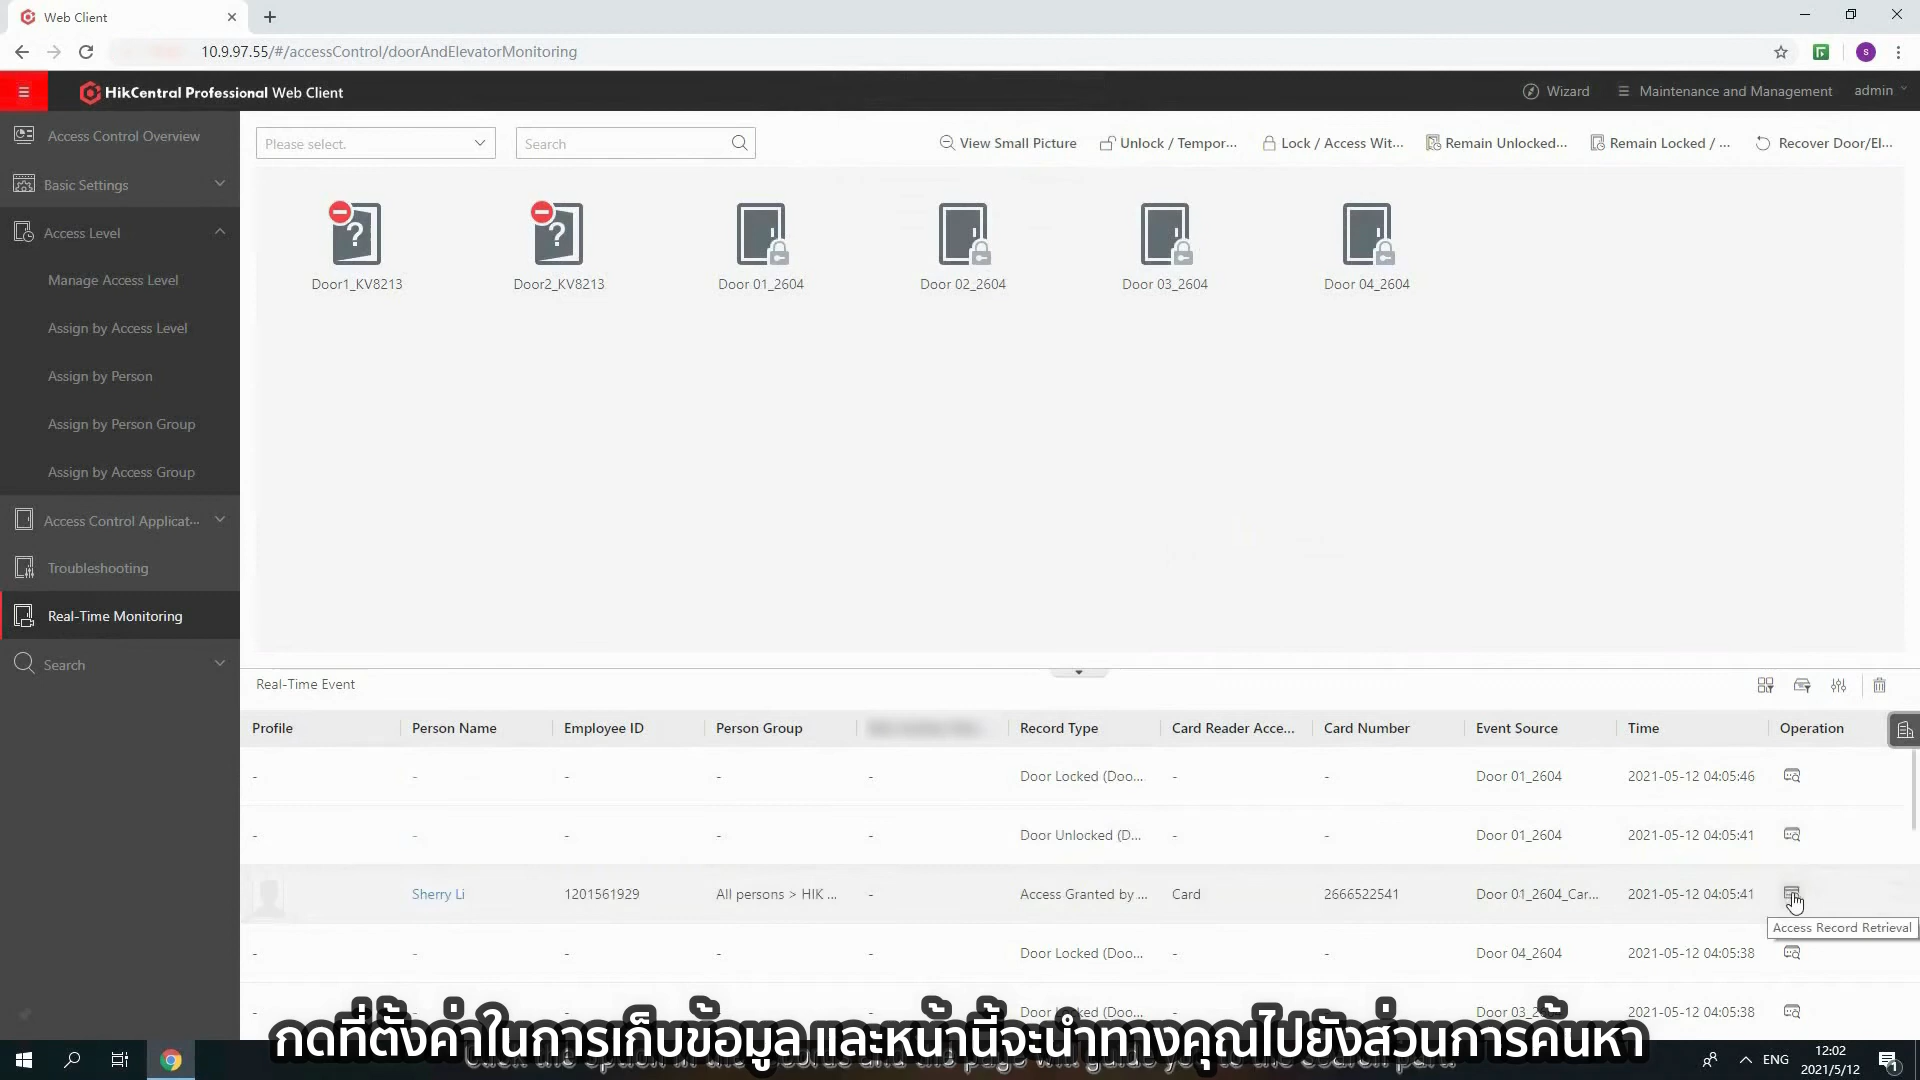 Web Client
10.9.97.55/#/accessControl/doorAndElevatorMonitoring
HikCentral Professional Web Client
Wizard
Maintenance and Management
admin
Access Control Overview
Basic Settings
Access Level
Manage Access Level
Assign by Access Level
Assign by Person
Assign by Person Group
Assign by Access Group
Access Control Applicat...
Troubleshooting
Real-Time Monitoring
Search
Please select.
Search
View Small Picture
Unlock / Tempor...
Lock / Access Wit...
Remain Unlocked...
Remain Locked / ...
Recover Door/El...
Door1_KV8213
Door2_KV8213
Door 01_2604
Door 02_2604
Door 03_2604
Door 04_2604
Real-Time Event
Profile Person Name Employee ID Person Group Record Type Card Reader Acce... Card Number Event Source Time Operation
- - - - - Door Locked (Doo... - - Door 01_2604 2021-05-12 04:05:46
- - - - - Door Unlocked (D... - - Door 01_2604 2021-05-12 04:05:41
Sherry Li 1201561929 All persons > HIK ... - Access Granted by ... Card 2666522541 Door 01_2604_Car... 2021-05-12 04:05:41
Access Record Retrieval
- - - - - Door Locked (Doo... - - Door 04_2604 2021-05-12 04:05:38
Door 03_2 2021-05-12 04:05:38
กดที่ตั้งค่าในการเก็บข้อมูล และหน้านี้จะนำทางคุณไปยังส่วนการค้นหา
ENG
12:02
2021/5/12